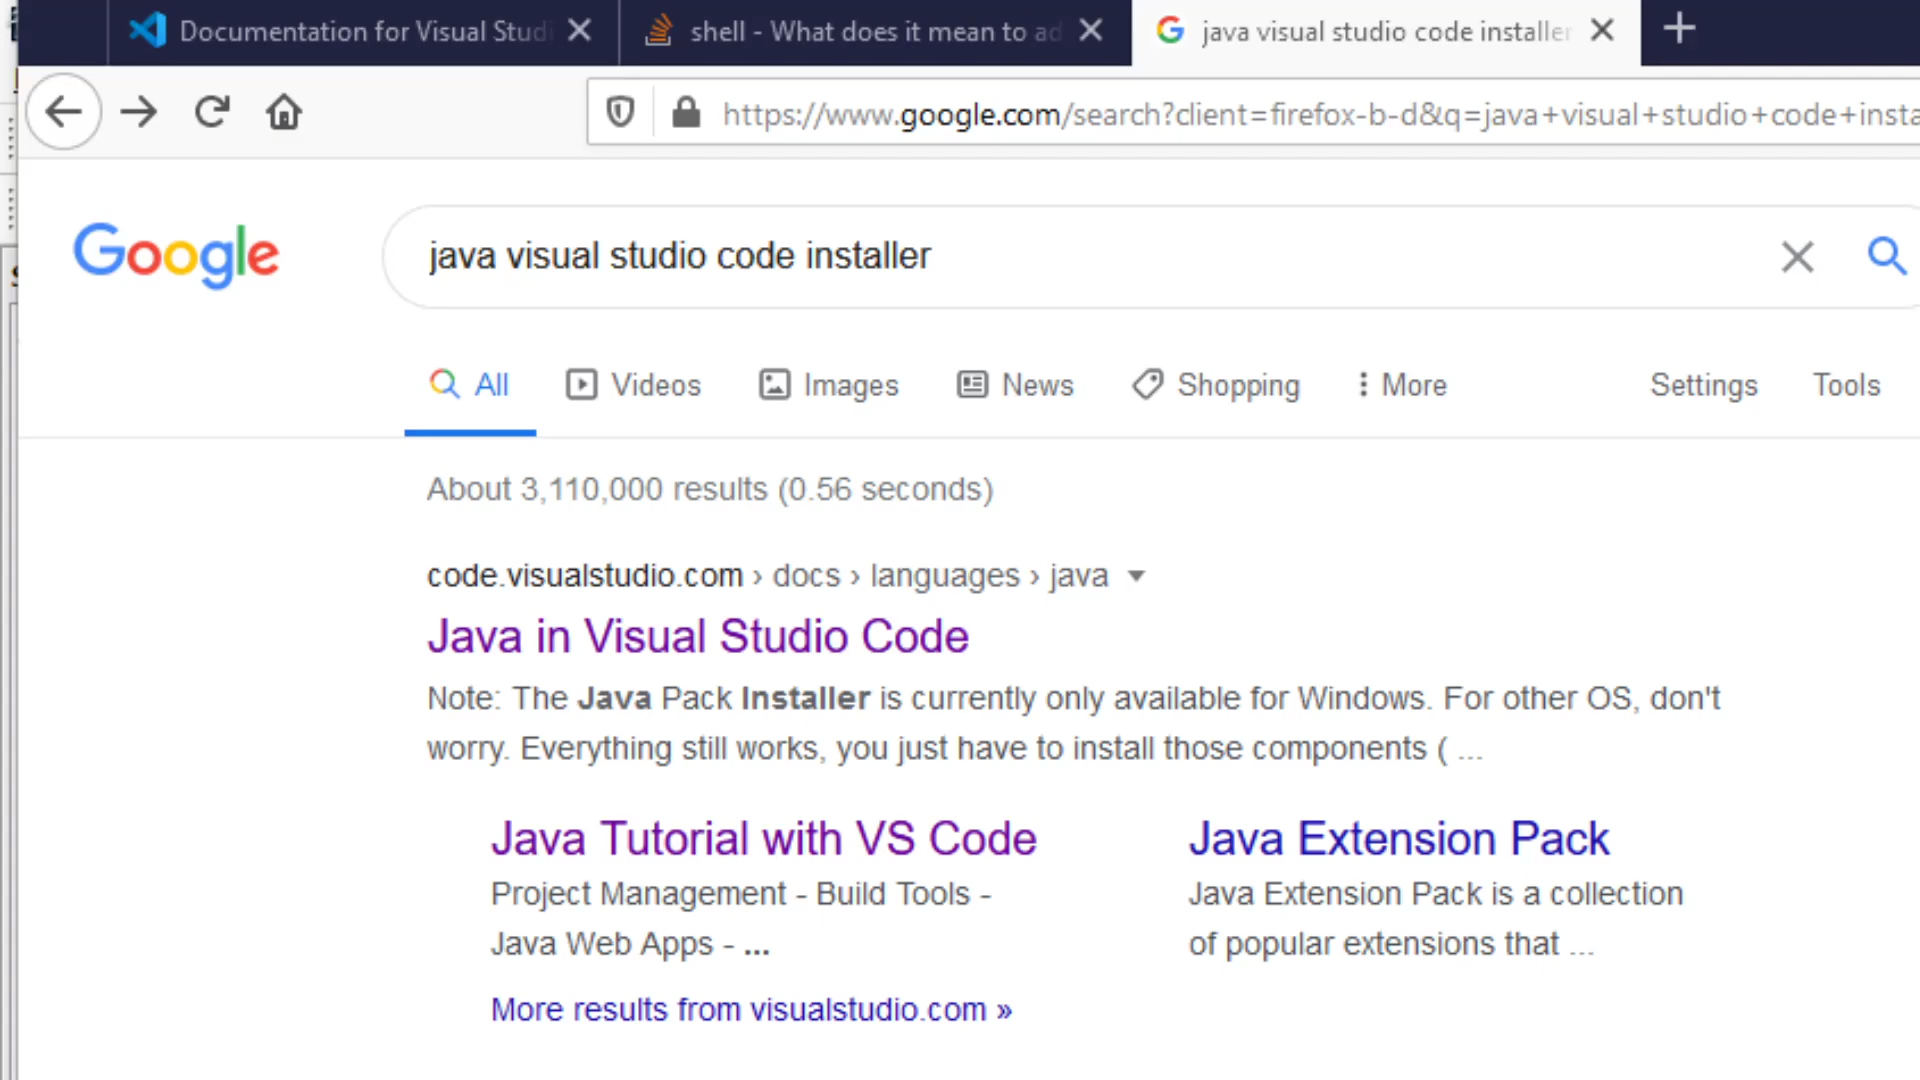 Documentation for Visual Studi
shell - What does it mean to ad
java visual studio code installer
https://www.google.com/search?client=firefox-b-d&q=java+visual+studio+code+insta
Google
java visual studio code installer
All
Videos
Images
News
Shopping
More
Settings
Tools
About 3,110,000 results (0.56 seconds)
code.visualstudio.com › docs › languages › java
Java in Visual Studio Code
Note: The Java Pack Installer is currently only available for Windows. For other OS, don't
worry. Everything still works, you just have to install those components ( ...
Java Tutorial with VS Code
Project Management - Build Tools -
Java Web Apps - ...
Java Extension Pack
Java Extension Pack is a collection
of popular extensions that ...
More results from visualstudio.com »